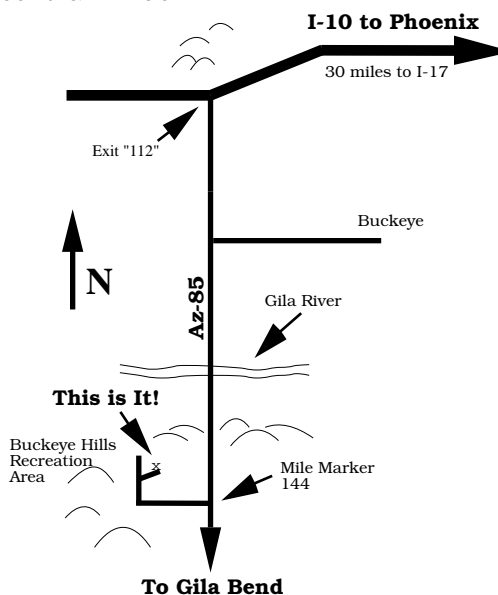 I-10 to Phoenix
30 miles to I-17
Exit "112"
Buckeye
N
Az-85
Gila River
This is It!
Buckeye Hills
Recreation
Area
x
Mile Marker
144
To Gila Bend